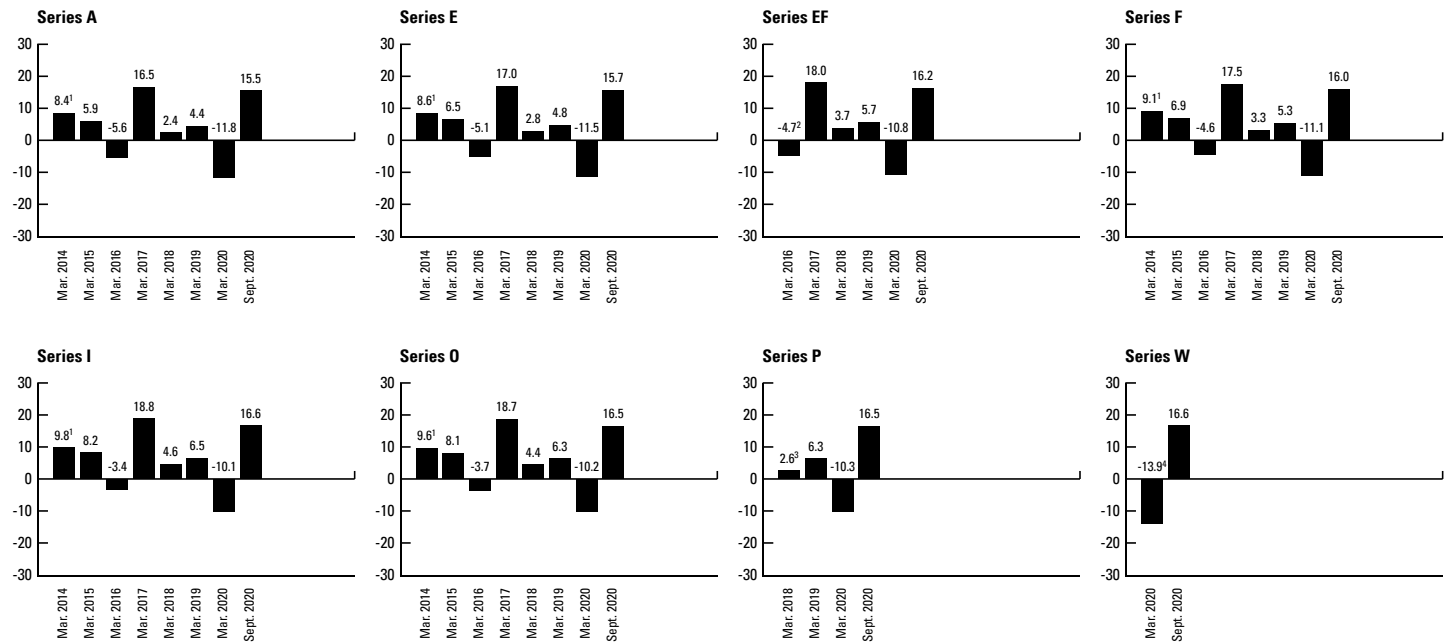 Series A
30
20
10
0
-10
-20
-30
8.4¹
5.9
-5.6
16.5
2.4
4.4
-11.8
15.5
Mar. 2014
Mar. 2015
Mar. 2016
Mar. 2017
Mar. 2018
Mar. 2019
Mar. 2020
Sept. 2020
Series E
30
20
10
0
-10
-20
-30
8.6¹
6.5
-5.1
17.0
2.8
4.8
-11.5
15.7
Mar. 2014
Mar. 2015
Mar. 2016
Mar. 2017
Mar. 2018
Mar. 2019
Mar. 2020
Sept. 2020
Series EF
30
20
10
0
-10
-20
-30
-4.7²
18.0
3.7
5.7
-10.8
16.2
Mar. 2016
Mar. 2017
Mar. 2018
Mar. 2019
Mar. 2020
Sept. 2020
Series F
30
20
10
0
-10
-20
-30
9.1¹
6.9
-4.6
17.5
3.3
5.3
-11.1
16.0
Mar. 2014
Mar. 2015
Mar. 2016
Mar. 2017
Mar. 2018
Mar. 2019
Mar. 2020
Sept. 2020
Series I
30
20
10
0
-10
-20
-30
9.8¹
8.2
-3.4
18.8
4.6
6.5
-10.1
16.6
Mar. 2014
Mar. 2015
Mar. 2016
Mar. 2017
Mar. 2018
Mar. 2019
Mar. 2020
Sept. 2020
Series O
30
20
10
0
-10
-20
-30
9.6¹
8.1
-3.7
18.7
4.4
6.3
-10.2
16.5
Mar. 2014
Mar. 2015
Mar. 2016
Mar. 2017
Mar. 2018
Mar. 2019
Mar. 2020
Sept. 2020
Series P
30
20
10
0
-10
-20
-30
2.6³
6.3
-10.3
16.5
Mar. 2018
Mar. 2019
Mar. 2020
Sept. 2020
Series W
30
20
10
0
-10
-20
-30
-13.9⁴
16.6
Mar. 2020
Sept. 2020